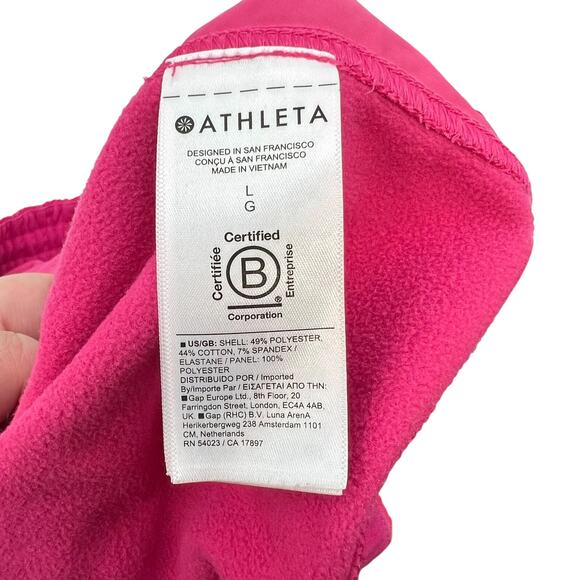 ATHLETA
DESIGNED IN SAN FRANCISCO
CONÇU À SAN FRANCISCO
MADE IN VIETNAM
L
G
Certified
Certifiée
B
Entreprise
®
Corporation
■ US/GB: SHELL: 49% POLYESTER,
44% COTTON, 7% SPANDEX /
ELASTANE / PANEL: 100%
POLYESTER
DISTRIBUIDO POR / Imported
By/Importe Par / ΕΙΣΑΓΕΤΑΙ ΑΠΟ ΤΗΝ:
■ Gap Europe Ltd., 8th Floor, 20
Farringdon Street, London, EC4A 4AB,
UK. ■ Gap (RHC) B.V. Luna ArenA
Herikerbergweg 238 Amsterdam 1101
CM, Netherlands
RN 54023 / CA 17897